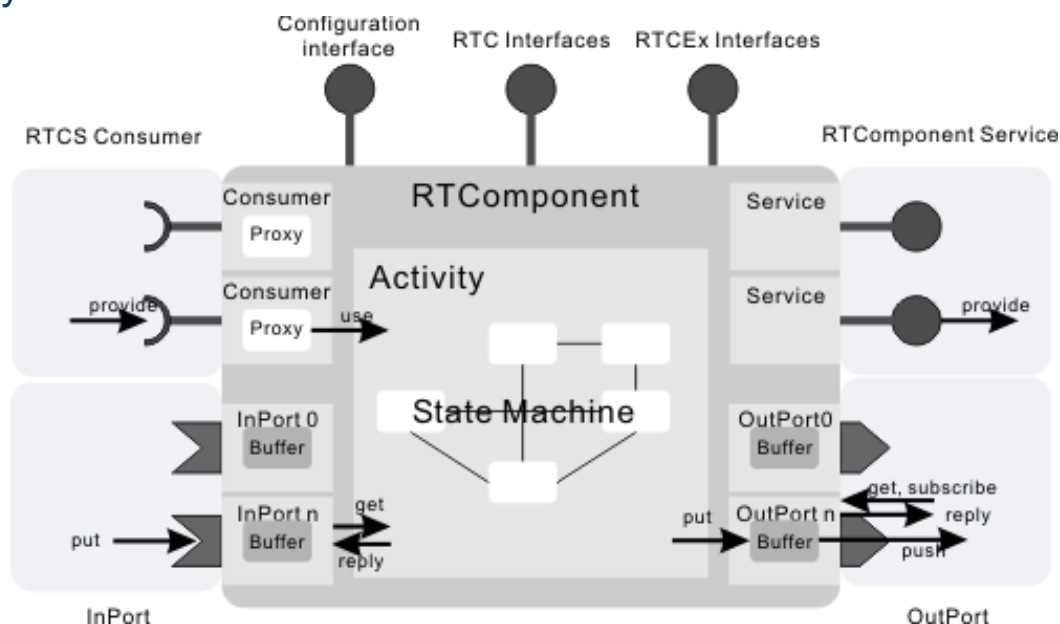 y
Configuration
interface
RTC Interfaces
RTCEx Interfaces
RTCS Consumer
RTComponent Service
RTComponent
Consumer
Proxy
Service
Activity
Consumer
Proxy
Service
provide
use
provide
State Machine
InPort 0
Buffer
OutPort0
Buffer
get, subscribe
InPort n
Buffer
get
reply
put
put
OutPort n
Buffer
reply
push
InPort
OutPort